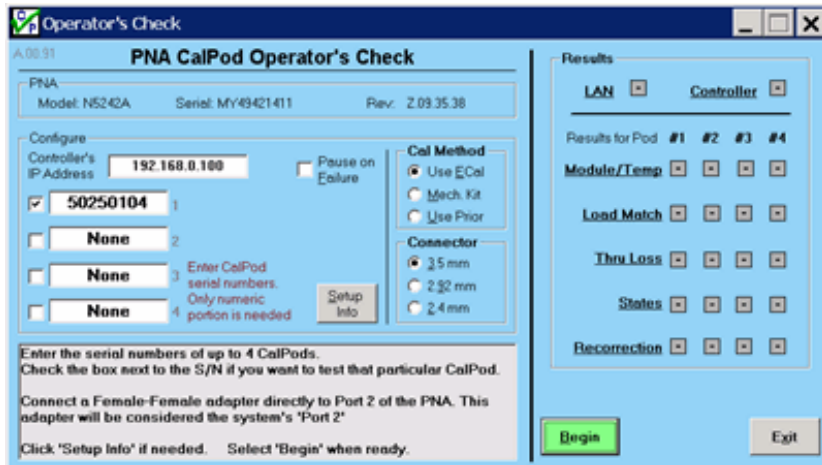 Operator's Check
A.00.91
PNA CalPod Operator's Check
PNA
Model: N5242A Serial: MY49421411 Rev: Z.09.35.38
Configure
Controller's
IP Address
192.168.0.100
Pause on
Failure
50250104 1
None 2
None 3
None 4
Enter CalPod
serial numbers.
Only numeric
portion is needed
Setup
Info
Cal Method
Use ECal
Mech. Kit
Use Prior
Connector
3.5 mm
2.92 mm
2.4 mm
Enter the serial numbers of up to 4 CalPods.
Check the box next to the S/N if you want to test that particular CalPod.
Connect a Female-Female adapter directly to Port 2 of the PNA. This
adapter will be considered the system's 'Port 2'
Click 'Setup Info' if needed. Select 'Begin' when ready.
Results
LAN Controller
Results for Pod #1 #2 #3 #4
Module/Temp
Load Match
Thru Loss
States
Recorrection
Begin
Exit